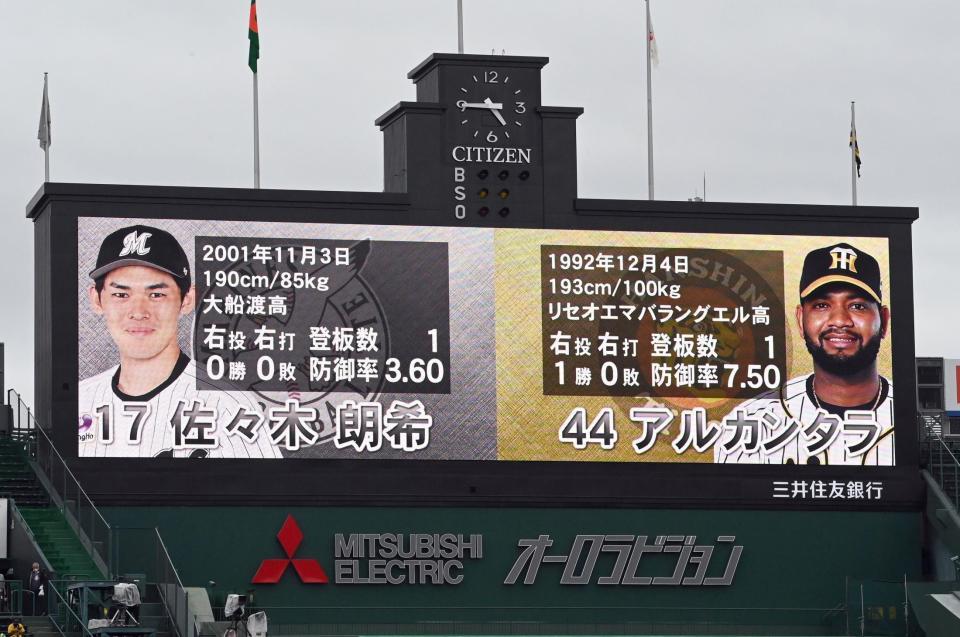 12
9 3
6
CITIZEN
B
S
O
M
2001年11月3日
190cm/85kg
大船渡高
右投 右打 登板数 1
0勝 0敗 防御率 3.60
17 佐々木 朗希
1992年12月4日
193cm/100kg
リセオエマバラングエル高
右投 右打 登板数 1
1勝 0敗 防御率 7.50
44 アルカンタラ
三井住友銀行
MITSUBISHI
ELECTRIC
オーロラビジョン